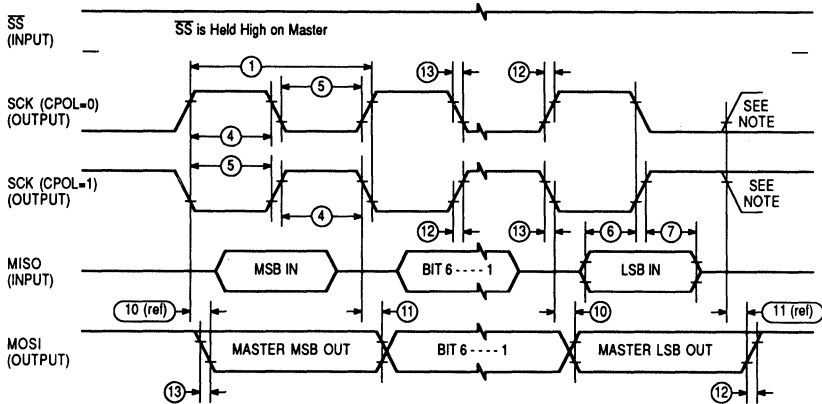 SS
(INPUT)
SS is Held High on Master
1
5
13
12
SCK (CPOL=0)
(OUTPUT)
SEE
NOTE
4
5
SCK (CPOL=1)
(OUTPUT)
SEE
NOTE
4
12
13
6
7
MISO
(INPUT)
MSB IN
BIT 6 - - - - 1
LSB IN
10 (ref)
11
10
11 (ref)
MOSI
(OUTPUT)
MASTER MSB OUT
BIT 6 - - - - 1
MASTER LSB OUT
13
12